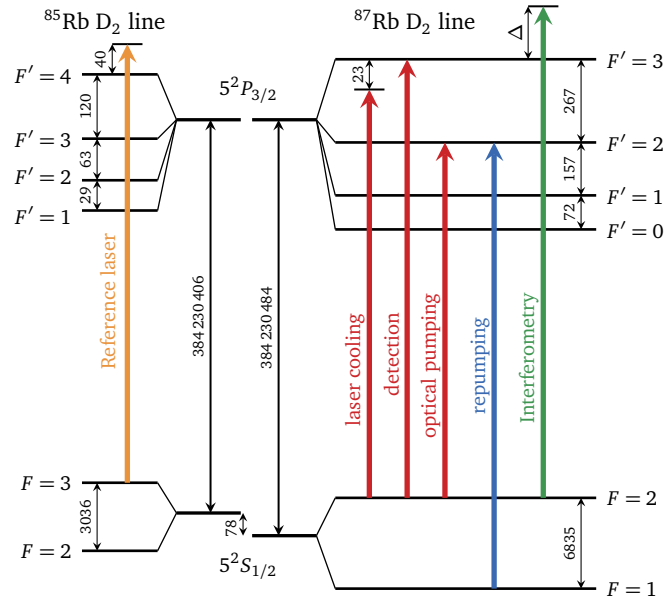 ⁸⁵Rb D₂ line
⁸⁷Rb D₂ line
40
Δ
F′ = 4
5²P₃/₂
23
F′ = 3
120
267
F′ = 3
F′ = 2
63
157
F′ = 2
F′ = 1
29
72
F′ = 1
F′ = 0
Reference laser
384 230 406
384 230 484
laser cooling
detection
optical pumping
repumping
Interferometry
F = 3
F = 2
3036
78
6835
F = 2
5²S₁/₂
F = 1